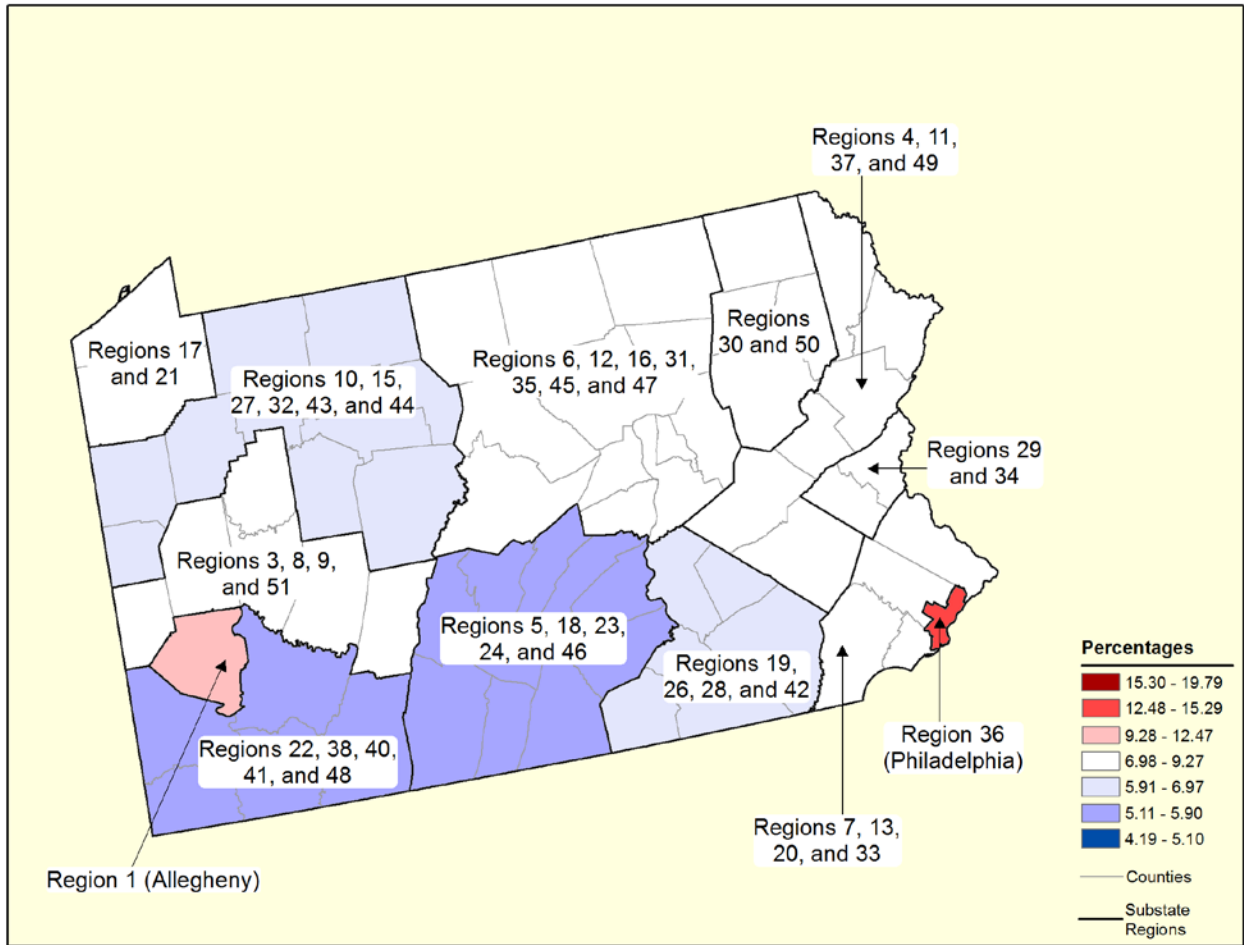 Regions 4, 11,
37, and 49
Regions
30 and 50
Regions 17
and 21
Regions 6, 12, 16, 31,
35, 45, and 47
Regions 10, 15,
27, 32, 43, and 44
Regions 29
and 34
Regions 3, 8, 9,
and 51
Regions 5, 18, 23,
24, and 46
Regions 19,
26, 28, and 42
Regions 22, 38, 40,
41, and 48
Region 36
(Philadelphia)
Regions 7, 13,
20, and 33
Region 1 (Allegheny)
Percentages
15.30 - 19.79
12.48 - 15.29
9.28 - 12.47
6.98 - 9.27
5.91 - 6.97
5.11 - 5.90
4.19 - 5.10
Counties
Substate
Regions